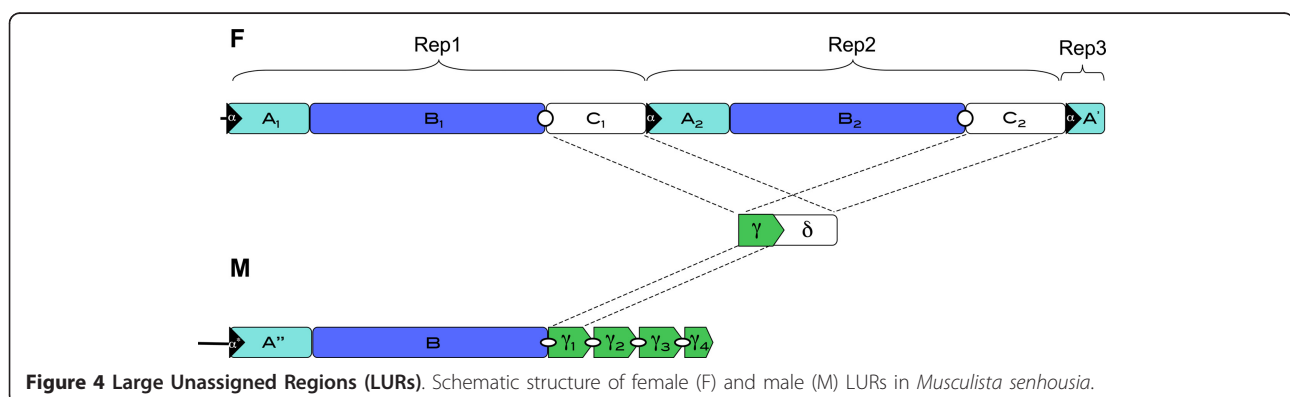 F
Rep1 Rep2 Rep3
α A₁ B₁ C₁ α A₂ B₂ C₂ α A'
γ δ
M
α" A" B γ₁ γ₂ γ₃ γ₄
Figure 4 Large Unassigned Regions (LURs). Schematic structure of female (F) and male (M) LURs in Musculista senhousia.